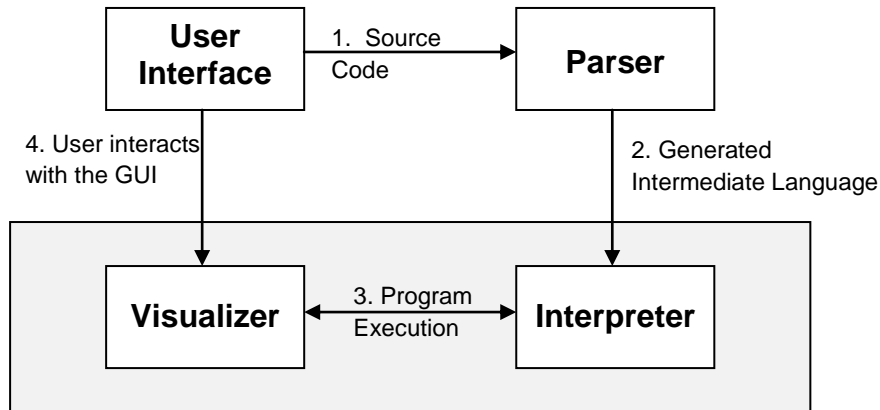 User
Interface
1. Source
Code
Parser
4. User interacts
with the GUI
2. Generated
Intermediate Language
Visualizer
3. Program
Execution
Interpreter